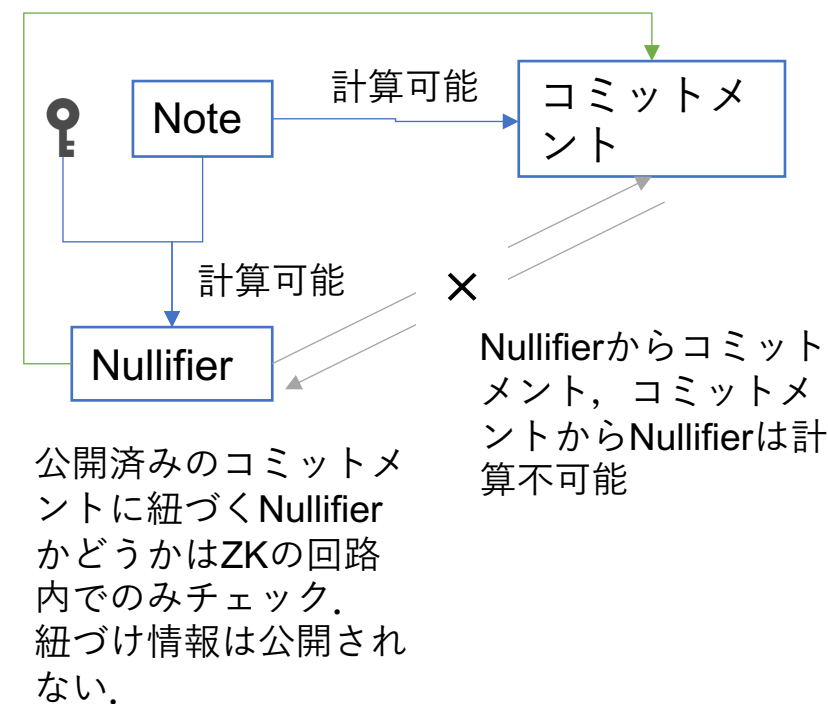 計算可能
Note
コミットメ
ント
計算可能
×
Nullifier
Nullifierからコミット
メント，コミットメ
ントからNullifierは計
算不可能
公開済みのコミットメ
ントに紐づくNullifier
かどうかはZKの回路
内でのみチェック．
紐づけ情報は公開され
ない．